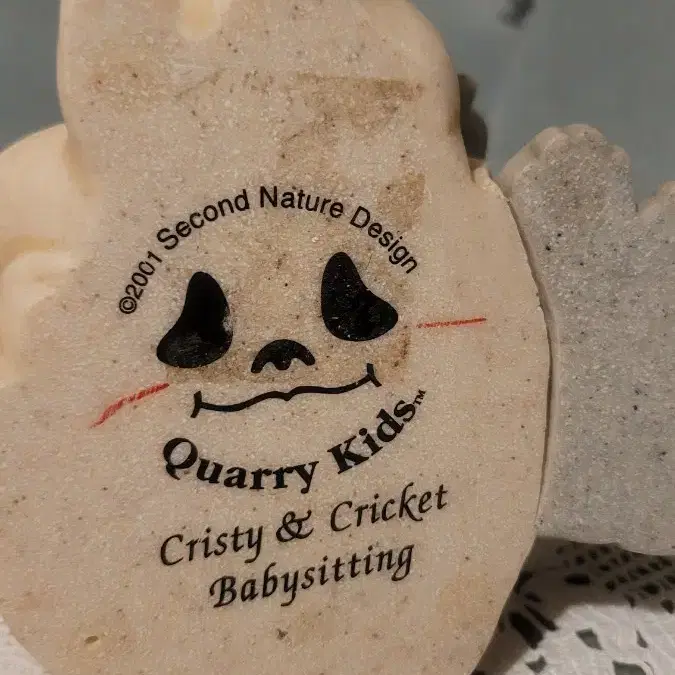 ©2001 Second Nature Design
Quarry Kids™
Cristy & Cricket
Babysitting